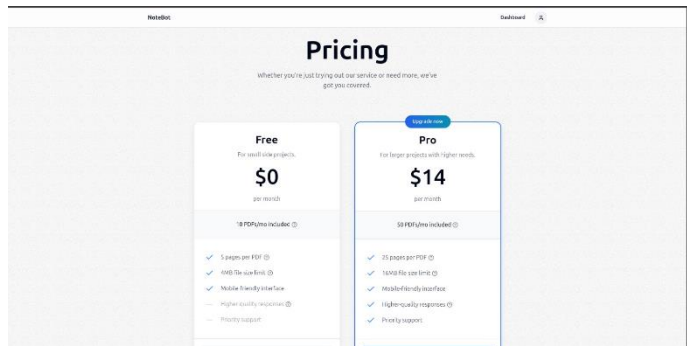 NoteBot
Dashboard
Pricing
Whether you're just trying out our service or need more, we've
got you covered.
Free
For small side projects.
$0
per month
10 PDFs/mo included
5 pages per PDF
4MB file size limit
Mobile-friendly interface
Higher-quality responses
Priority support
Upgrade now
Pro
For larger projects with higher needs.
$14
per month
50 PDFs/mo included
25 pages per PDF
16MB file size limit
Mobile-friendly interface
Higher-quality responses
Priority support